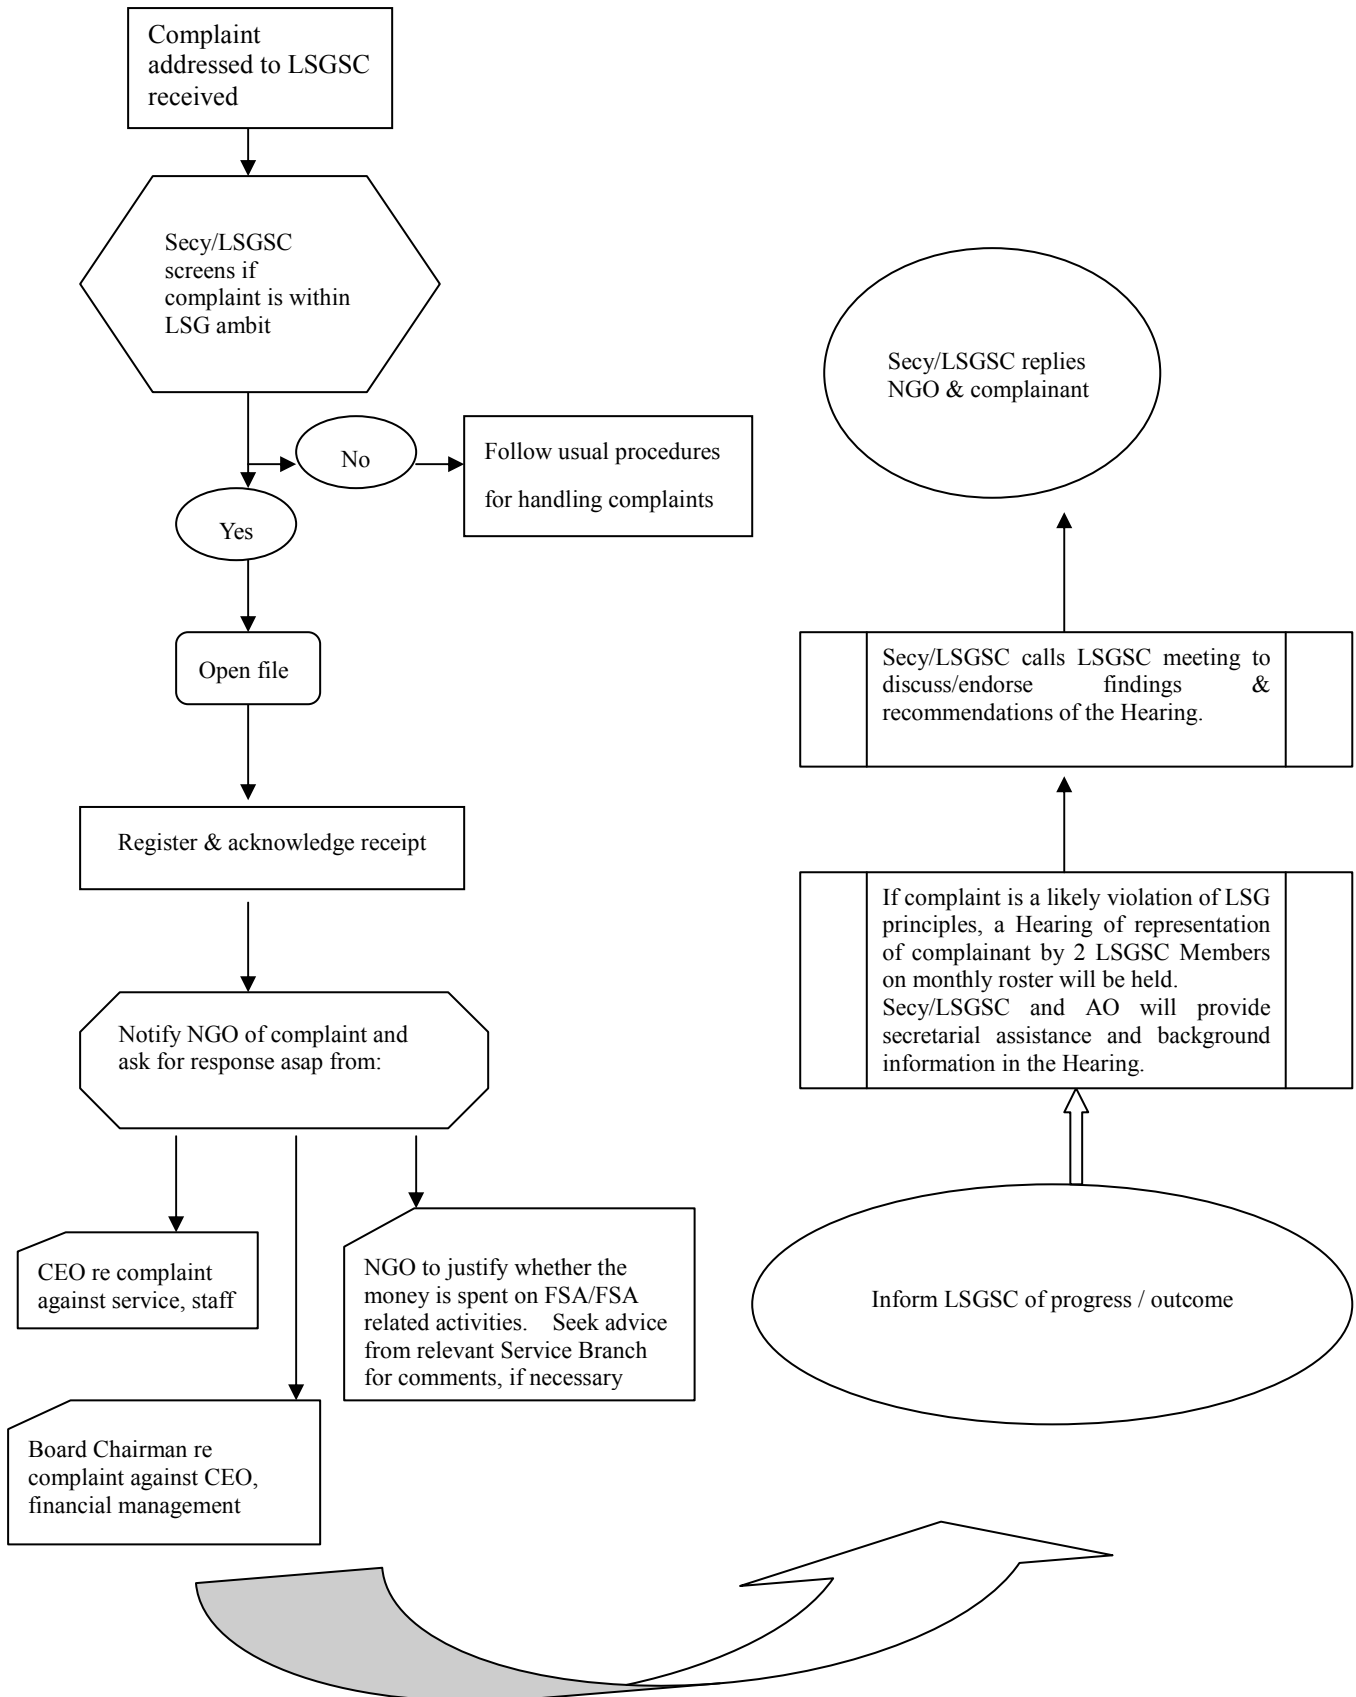 Complaint
addressed to LSGSC
received
Secy/LSGSC
screens if
complaint is within
LSG ambit
No
Follow usual procedures
for handling complaints
Yes
Open file
Register & acknowledge receipt
Notify NGO of complaint and
ask for response asap from:
CEO re complaint
against service, staff
NGO to justify whether the
money is spent on FSA/FSA
related activities. Seek advice
from relevant Service Branch
for comments, if necessary
Board Chairman re
complaint against CEO,
financial management
Inform LSGSC of progress / outcome
If complaint is a likely violation of LSG
principles, a Hearing of representation
of complainant by 2 LSGSC Members
on monthly roster will be held.
Secy/LSGSC and AO will provide
secretarial assistance and background
information in the Hearing.
Secy/LSGSC calls LSGSC meeting to
discuss/endorse findings &
recommendations of the Hearing.
Secy/LSGSC replies
NGO & complainant